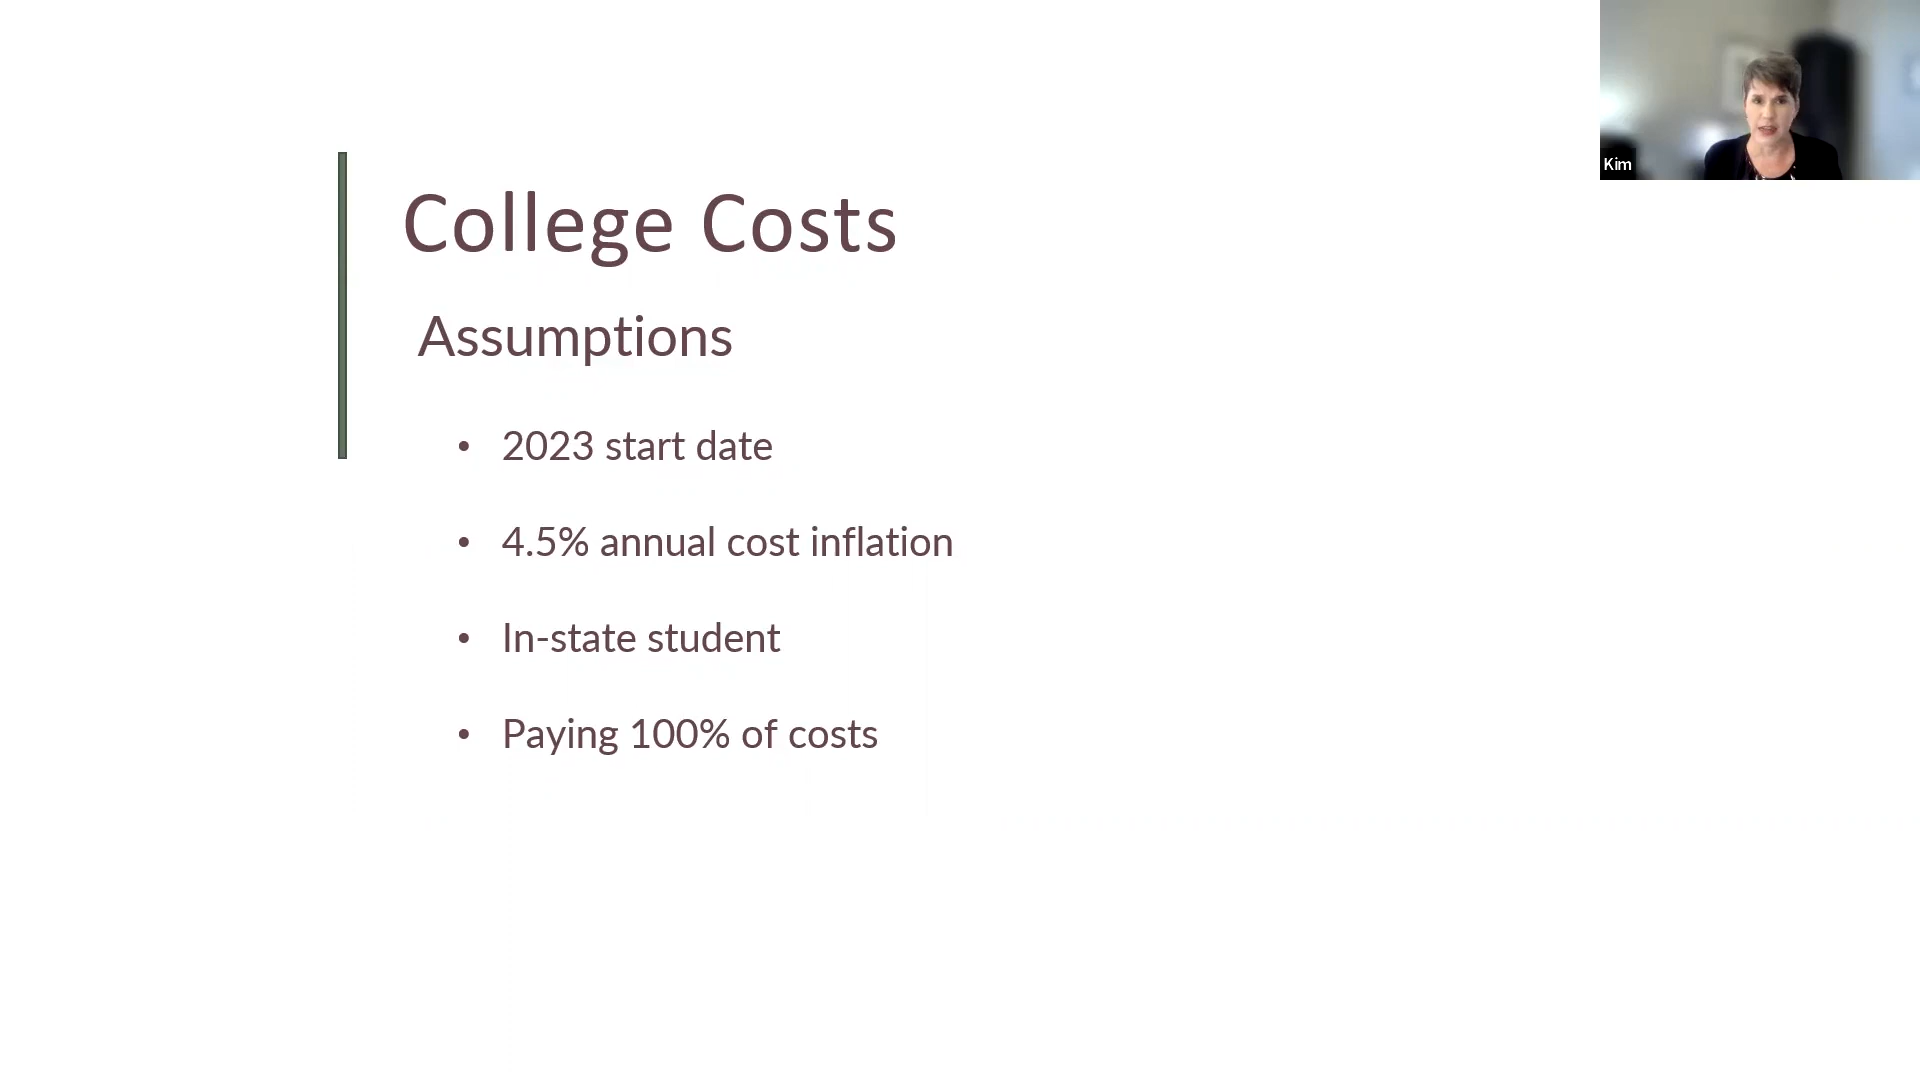 College Costs
Assumptions
• 2023 start date
• 4.5% annual cost inflation
• In-state student
• Paying 100% of costs
Kim